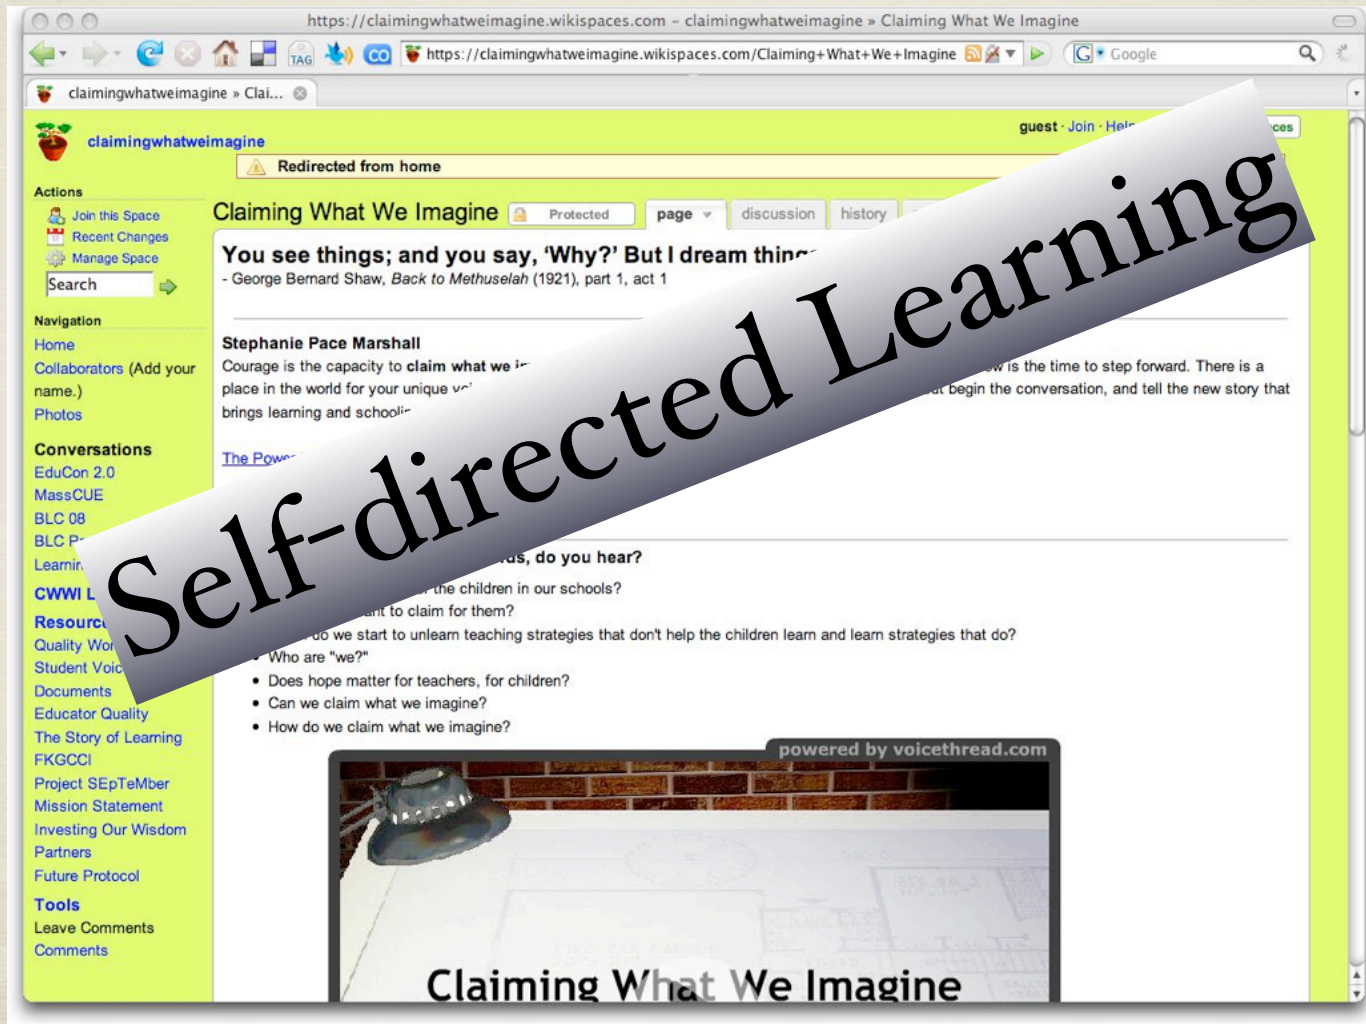 https://claimingwhatweimagine.wikispaces.com – claimingwhatweimagine » Claiming What We Imagine
TAG
CO
https://claimingwhatweimagine.wikispaces.com/Claiming+What+We+Imagine
G
Google
claimingwhatweimagine » Clai...
claimingwhatweimagine
guest · Join · Help
Redirected from home
Actions
Join this Space
Recent Changes
Manage Space
Search
Navigation
Home
Collaborators (Add your
name.)
Photos
Conversations
EduCon 2.0
MassCUE
BLC 08
BLC
CWWI
Quality
Student
Documents
Educator Quality
The Story of Learning
FKGCCI
Project SEpTeMber
Mission Statement
Investing Our Wisdom
Partners
Future Protocol
Tools
Leave Comments
Comments
Claiming What We Imagine
Protected
page
discussion
history
You see things; and you say, ‘Why?’ But I dream things
- George Bernard Shaw, Back to Methuselah (1921), part 1, act 1
Stephanie Pace Marshall
Courage is the capacity to claim what we is the time to step forward. There is a
place in the world for your unique begin the conversation, and tell the new story that
brings learning and
The
Self-directed Learning
do you hear?
the children in our schools?
to claim for them?
do we start to unlearn teaching strategies that don't help the children learn and learn strategies that do?
• Who are "we?"
• Does hope matter for teachers, for children?
• Can we claim what we imagine?
• How do we claim what we imagine?
powered by voicethread.com
Claiming What We Imagine